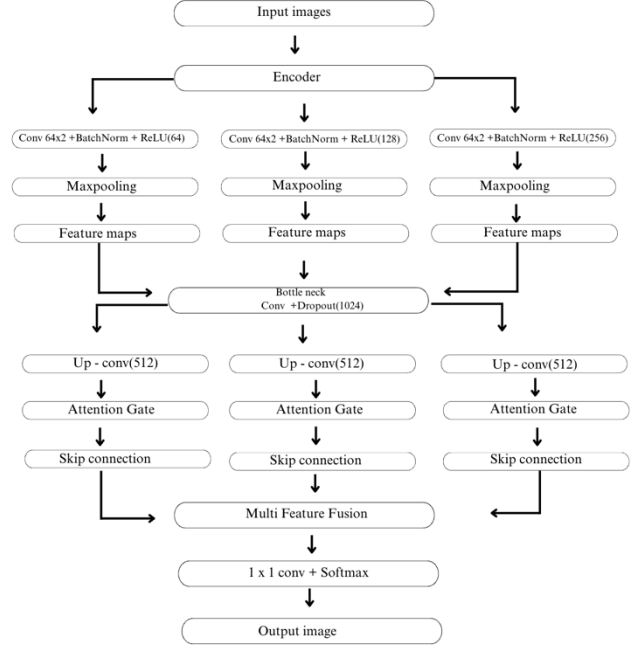 Input images
Encoder
Conv 64x2 +BatchNorm + ReLU(64)
Conv 64x2 +BatchNorm + ReLU(128)
Conv 64x2 +BatchNorm + ReLU(256)
Maxpooling
Maxpooling
Maxpooling
Feature maps
Feature maps
Feature maps
Bottle neck
Conv +Dropout(1024)
Up - conv(512)
Up - conv(512)
Up - conv(512)
Attention Gate
Attention Gate
Attention Gate
Skip connection
Skip connection
Skip connection
Multi Feature Fusion
1 x 1 conv + Softmax
Output image